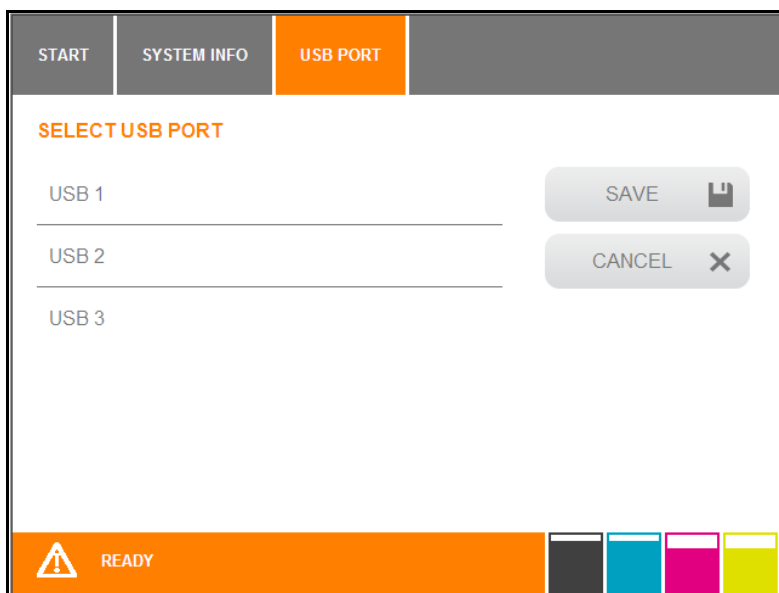 START SYSTEM INFO USB PORT
SELECT USB PORT
USB 1
SAVE
USB 2
CANCEL
USB 3
READY